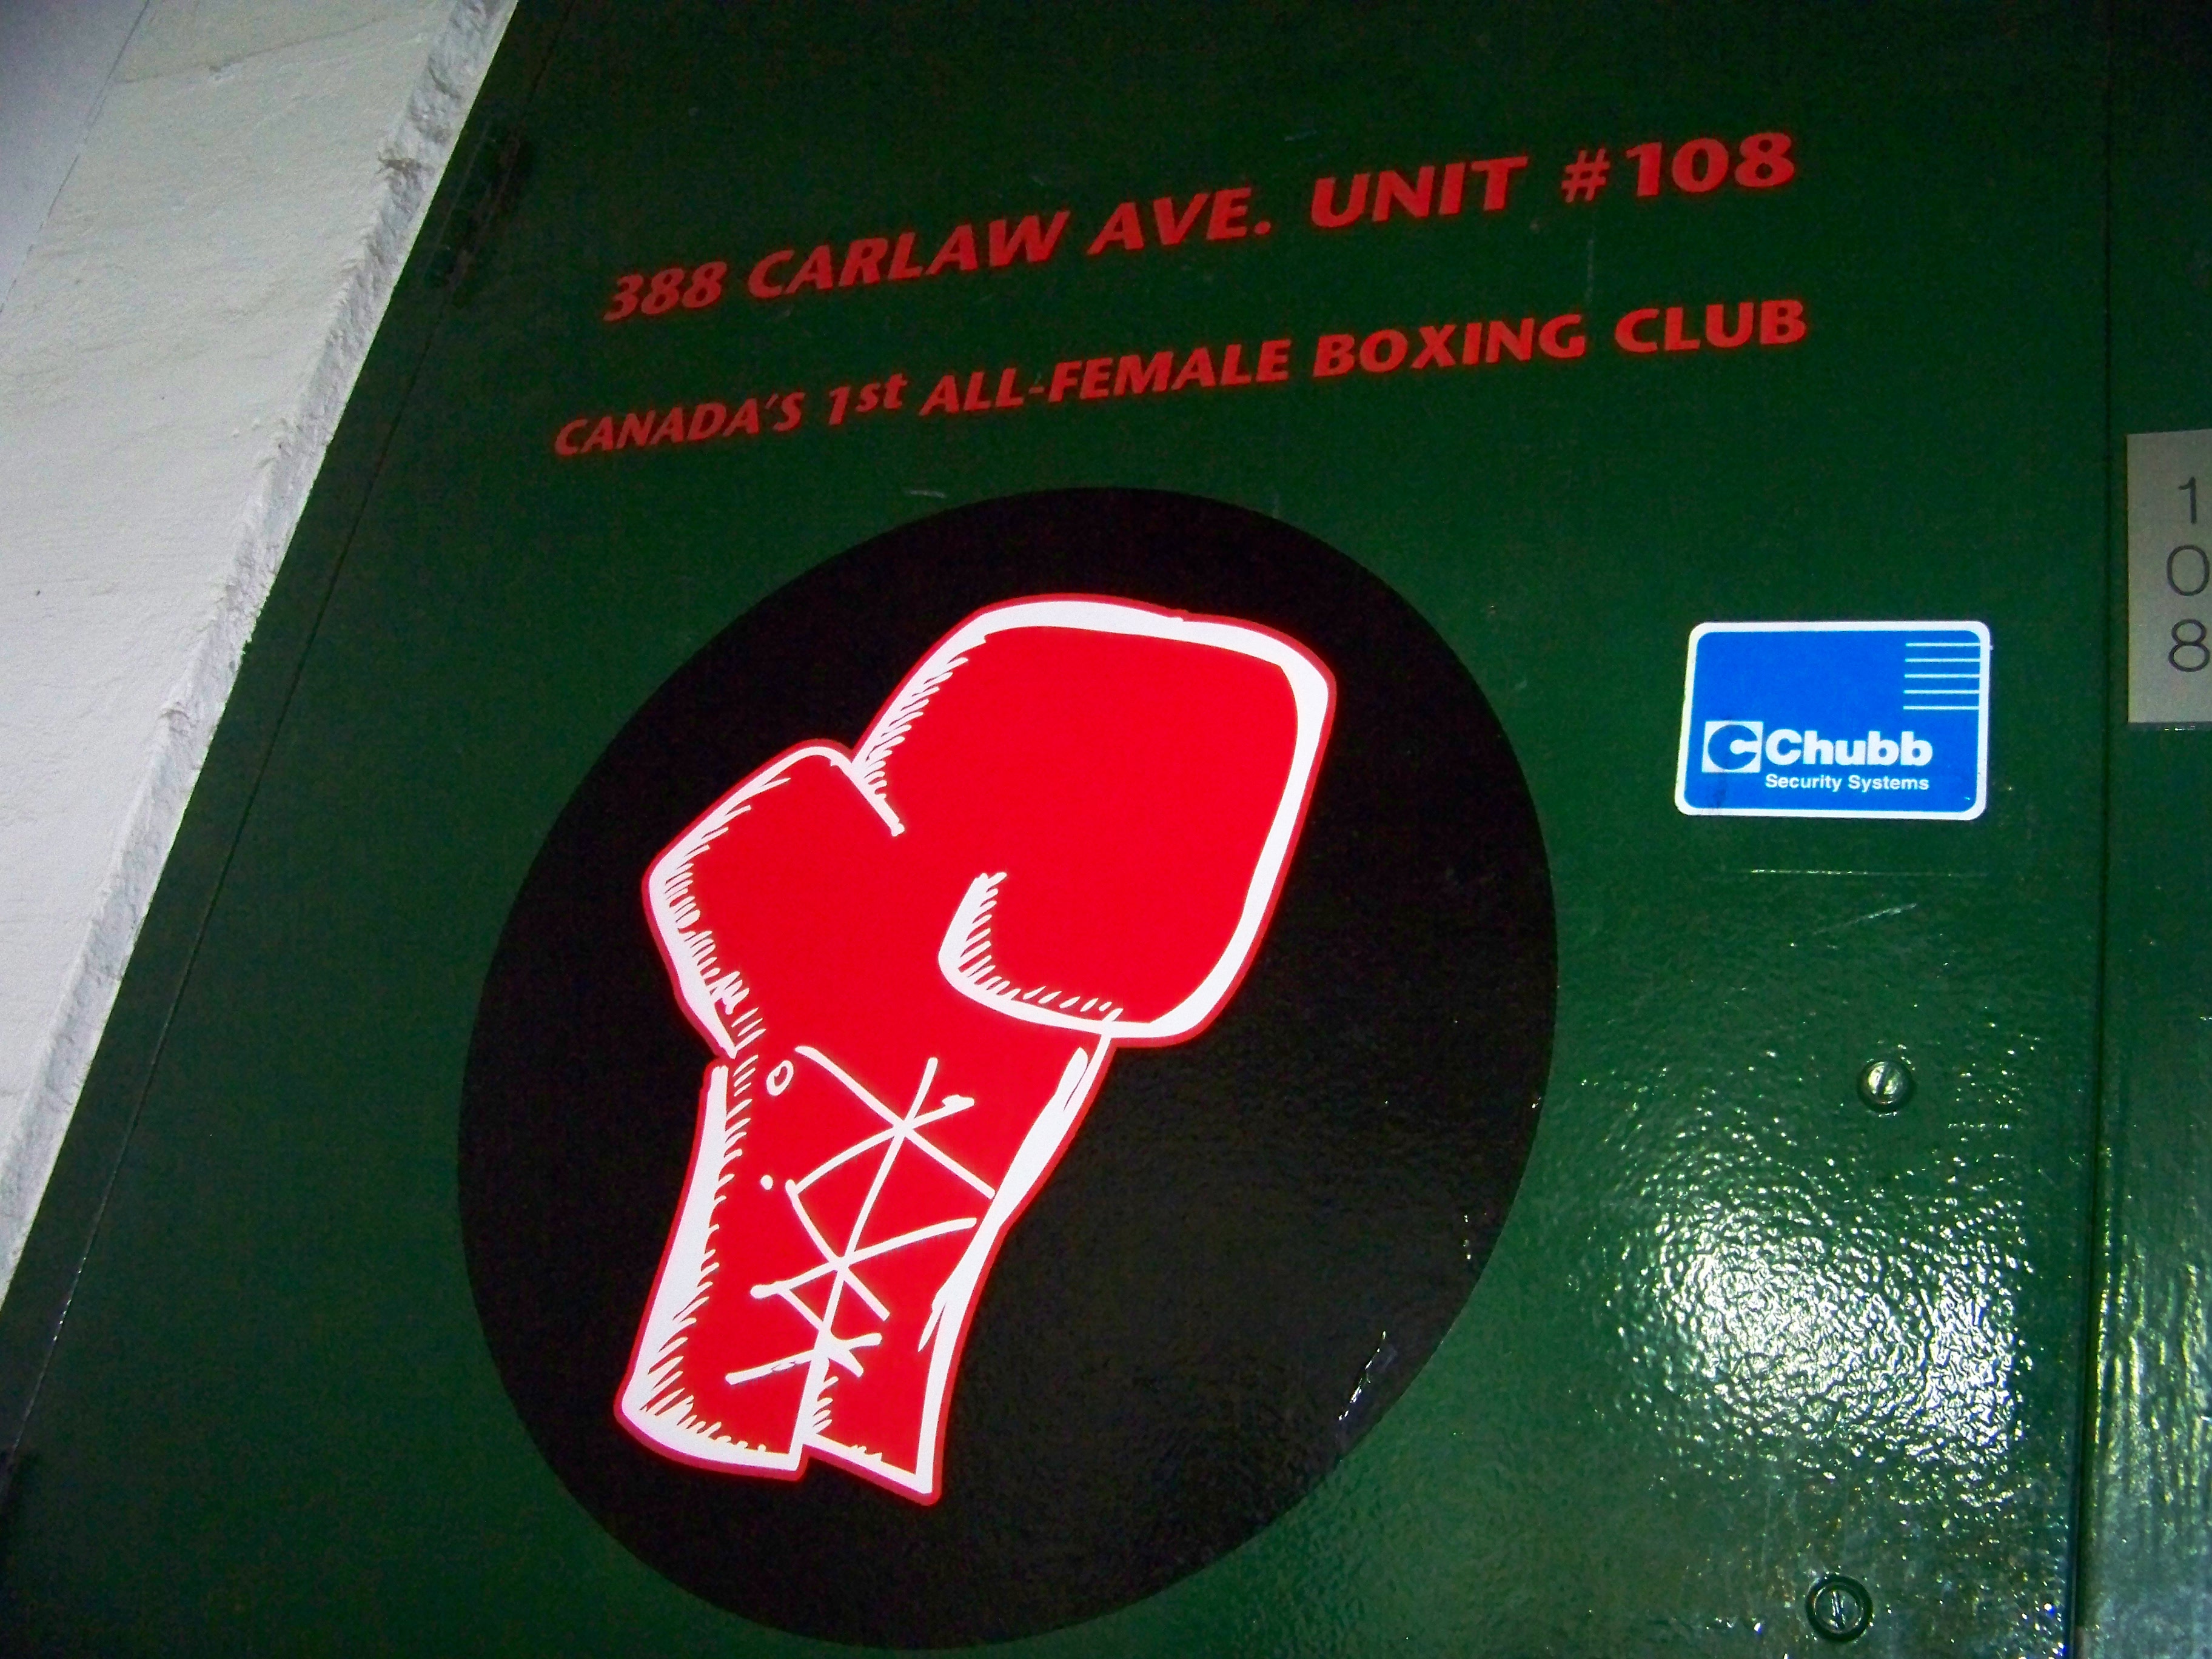 388 CARLAW AVE. UNIT #108
CANADA'S 1st ALL-FEMALE BOXING CLUB
1
0
8
Chubb
Security Systems